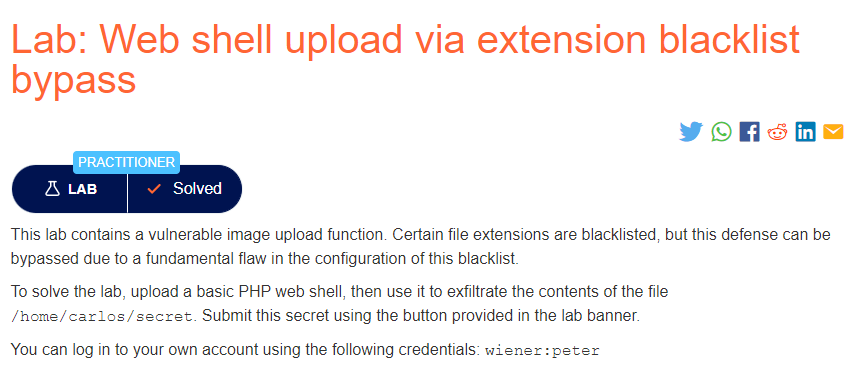 Lab: Web shell upload via extension blacklist
bypass
PRACTITIONER
LAB
Solved
This lab contains a vulnerable image upload function. Certain file extensions are blacklisted, but this defense can be
bypassed due to a fundamental flaw in the configuration of this blacklist.
To solve the lab, upload a basic PHP web shell, then use it to exfiltrate the contents of the file
/home/carlos/secret. Submit this secret using the button provided in the lab banner.
You can log in to your own account using the following credentials: wiener:peter